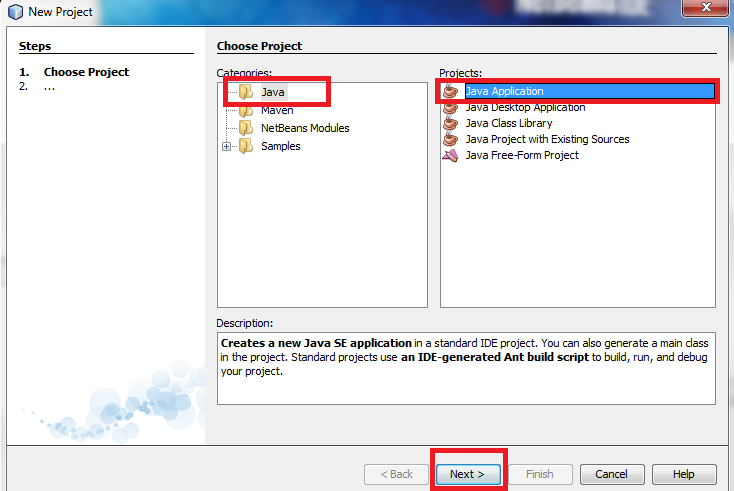 New Project
Steps
1. Choose Project
2. ...
Choose Project
Categories:
Java
Maven
NetBeans Modules
Samples
Projects:
Java Application
Java Desktop Application
Java Class Library
Java Project with Existing Sources
Java Free-Form Project
Description:
Creates a new Java SE application in a standard IDE project. You can also generate a main class
in the project. Standard projects use an IDE-generated Ant build script to build, run, and debug
your project.
< Back
Next >
Finish
Cancel
Help